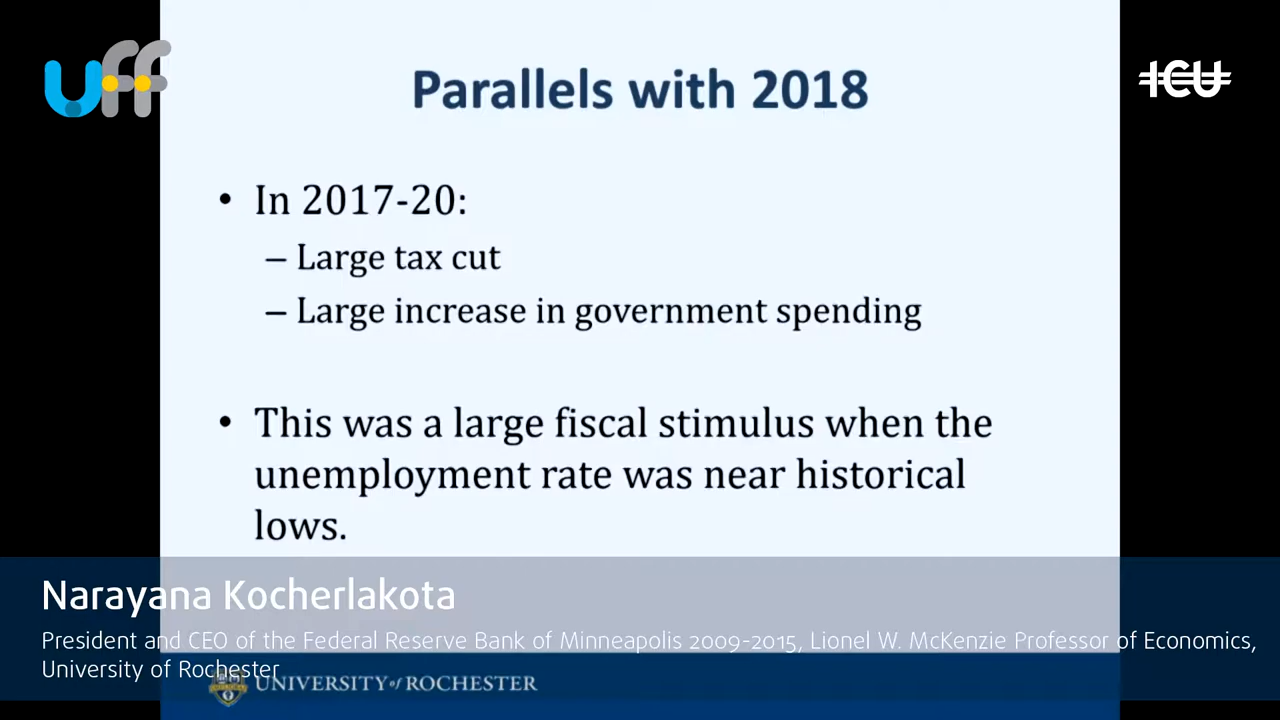 uff
ICU
Parallels with 2018
• In 2017-20:
– Large tax cut
– Large increase in government spending
• This was a large fiscal stimulus when the
unemployment rate was near historical
lows.
Narayana Kocherlakota
President and CEO of the Federal Reserve Bank of Minneapolis 2009-2015, Lionel W. McKenzie Professor of Economics,
University of Rochester
UNIVERSITY of ROCHESTER